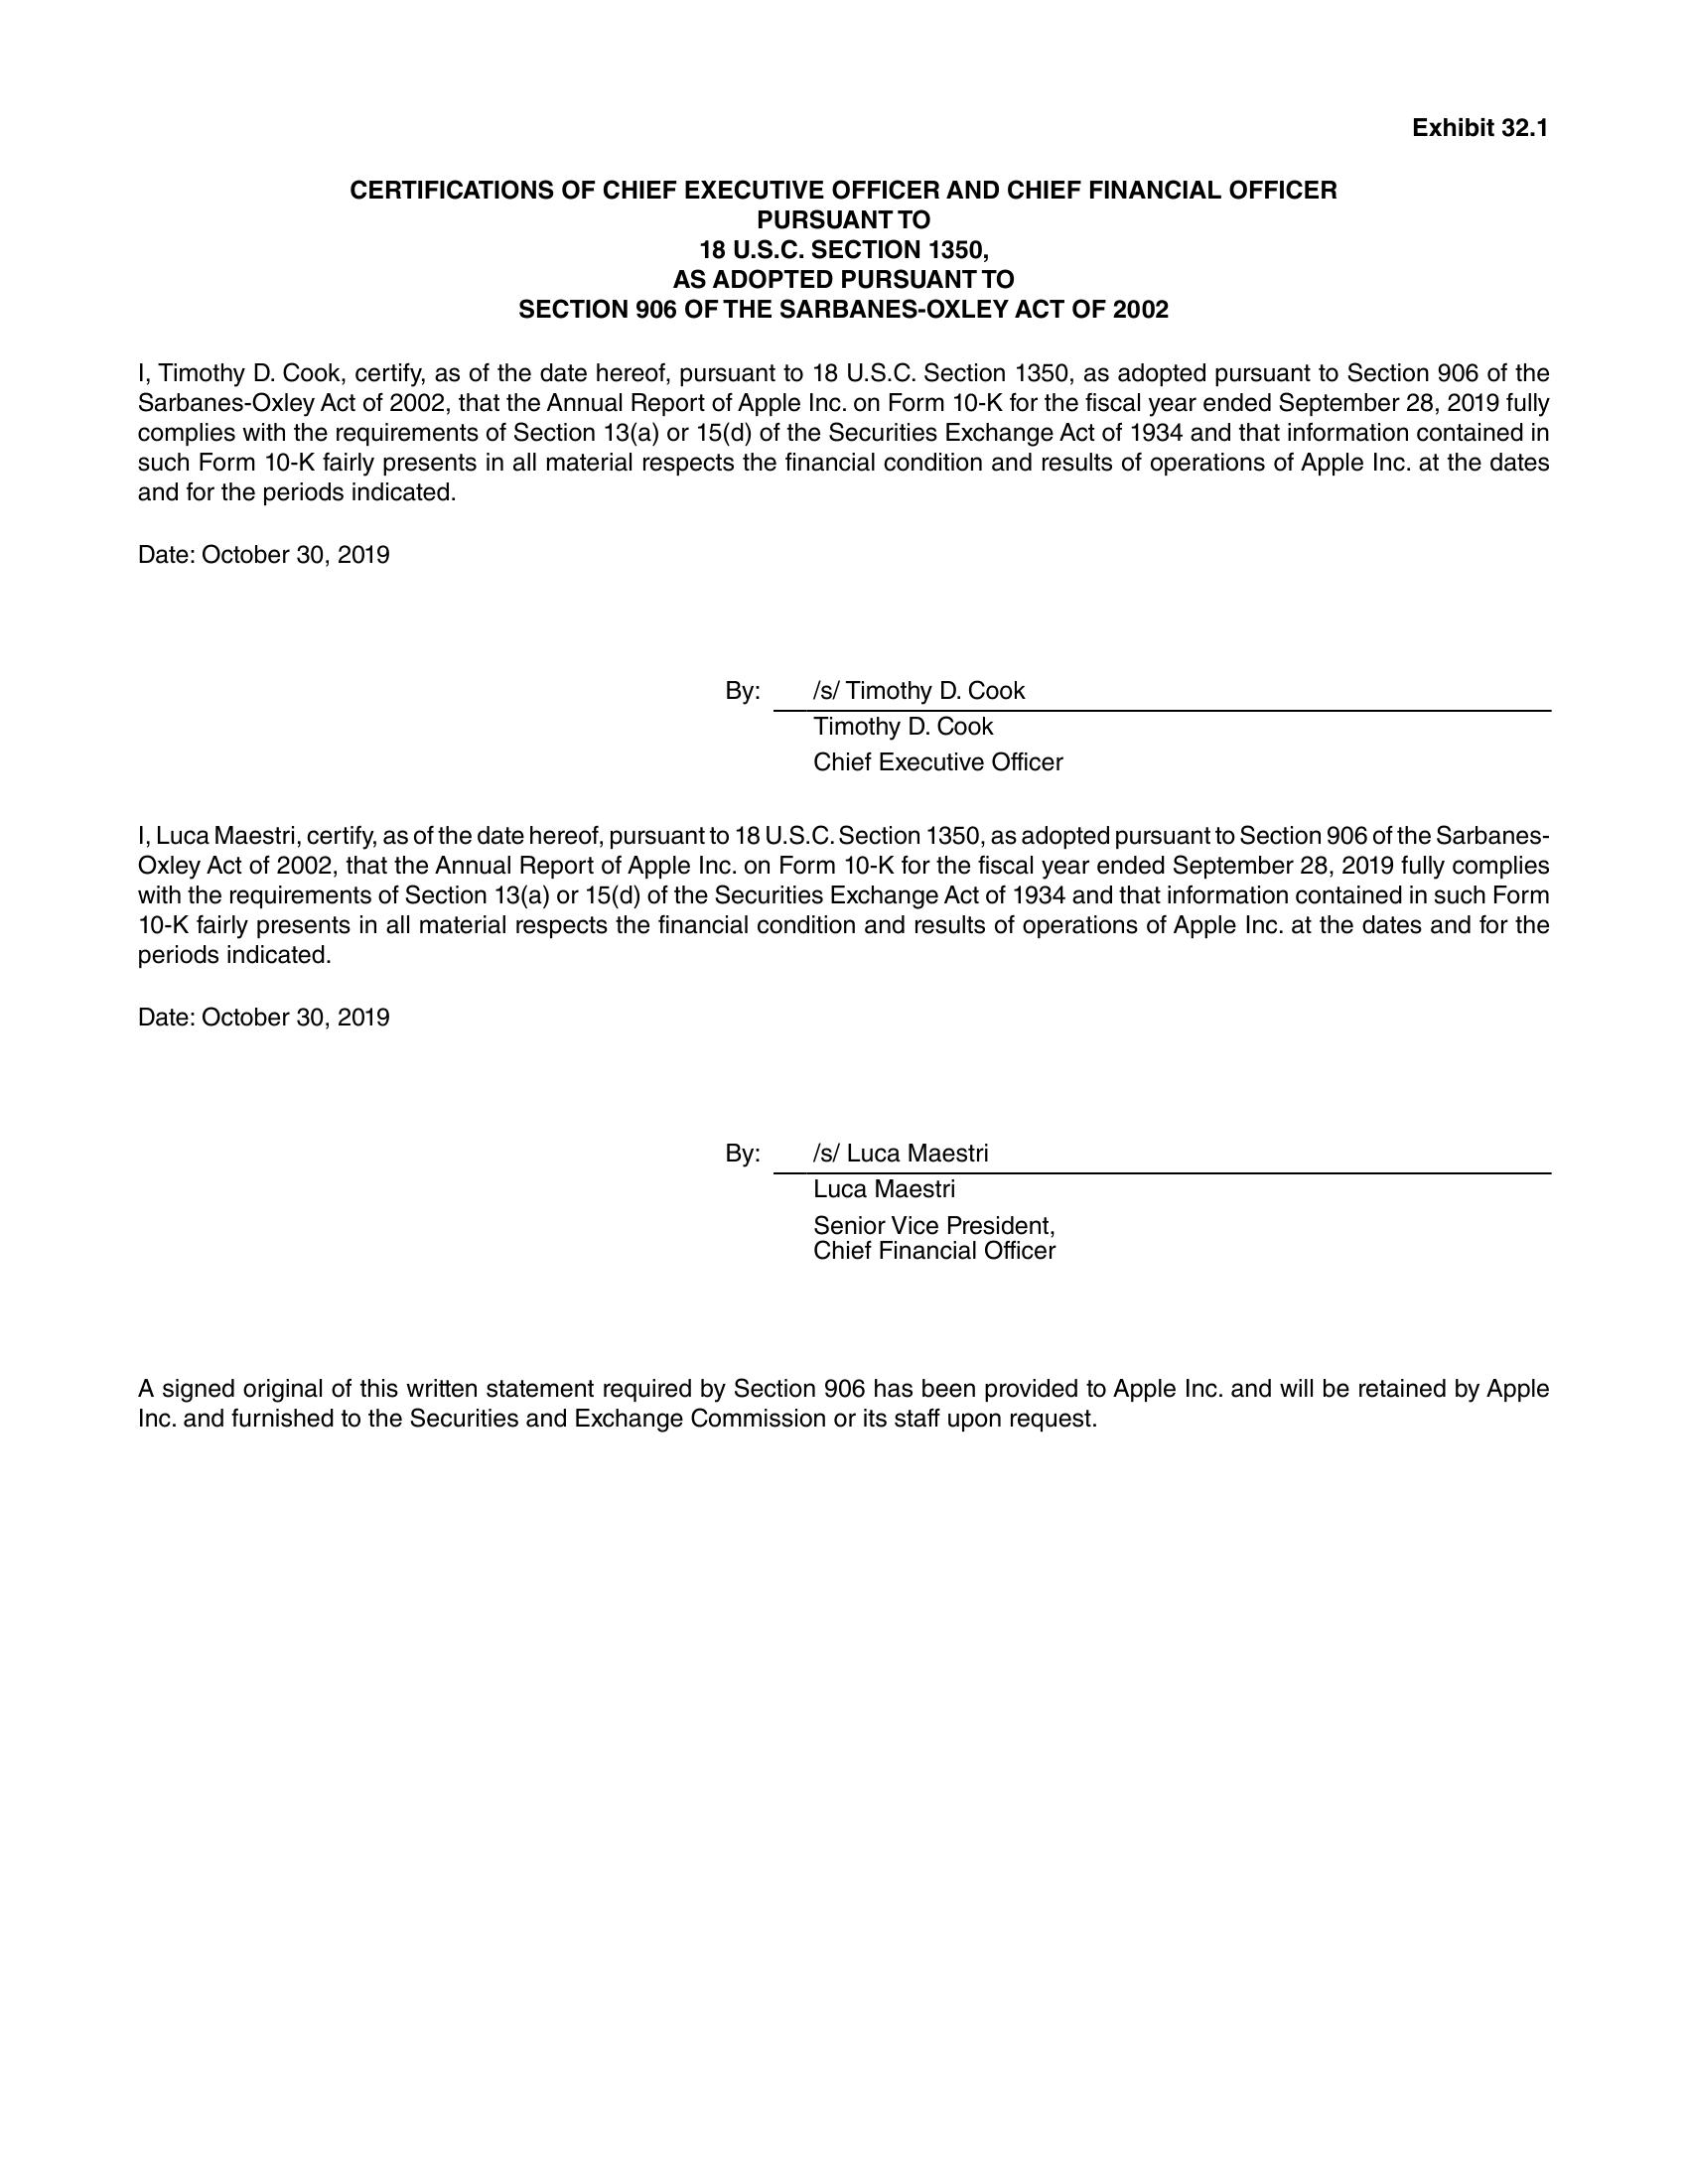 Exhibit 32.1
CERTIFICATIONS OF CHIEF EXECUTIVE OFFICER AND CHIEF FINANCIAL OFFICER
PURSUANT TO
18 U.S.C. SECTION 1350,
AS ADOPTED PURSUANT TO
SECTION 906 OF THE SARBANES-OXLEY ACT OF 2002
I, Timothy D. Cook, certify, as of the date hereof, pursuant to 18 U.S.C. Section 1350, as adopted pursuant to Section 906 of the
Sarbanes-Oxley Act of 2002, that the Annual Report of Apple Inc. on Form 10-K for the fiscal year ended September 28, 2019 fully
complies with the requirements of Section 13(a) or 15(d) of the Securities Exchange Act of 1934 and that information contained in
such Form 10-K fairly presents in all material respects the financial condition and results of operations of Apple Inc. at the dates
and for the periods indicated.
Date: October 30, 2019
By: /s/ Timothy D. Cook
Timothy D. Cook
Chief Executive Officer
I, Luca Maestri, certify, as of the date hereof, pursuant to 18 U.S.C. Section 1350, as adopted pursuant to Section 906 of the Sarbanes-
Oxley Act of 2002, that the Annual Report of Apple Inc. on Form 10-K for the fiscal year ended September 28, 2019 fully complies
with the requirements of Section 13(a) or 15(d) of the Securities Exchange Act of 1934 and that information contained in such Form
10-K fairly presents in all material respects the financial condition and results of operations of Apple Inc. at the dates and for the
periods indicated.
Date: October 30, 2019
By: /s/ Luca Maestri
Luca Maestri
Senior Vice President,
Chief Financial Officer
A signed original of this written statement required by Section 906 has been provided to Apple Inc. and will be retained by Apple
Inc. and furnished to the Securities and Exchange Commission or its staff upon request.